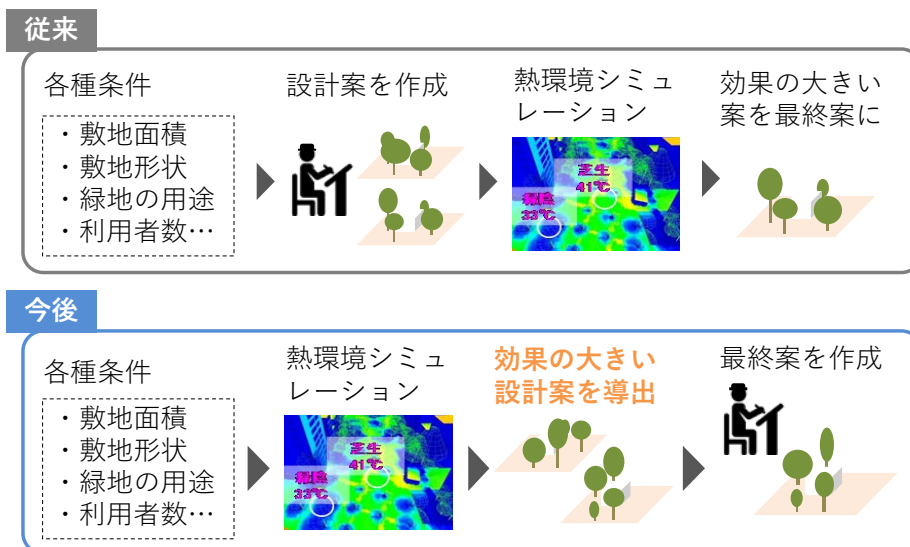 従来
各種条件
・敷地面積
・敷地形状
・緑地の用途
・利用者数…
設計案を作成
熱環境シミュ
レーション
芝生
41℃
樹陰
33℃
効果の大きい
案を最終案に
今後
各種条件
・敷地面積
・敷地形状
・緑地の用途
・利用者数…
熱環境シミュ
レーション
芝生
41℃
樹陰
33℃
効果の大きい
設計案を導出
最終案を作成